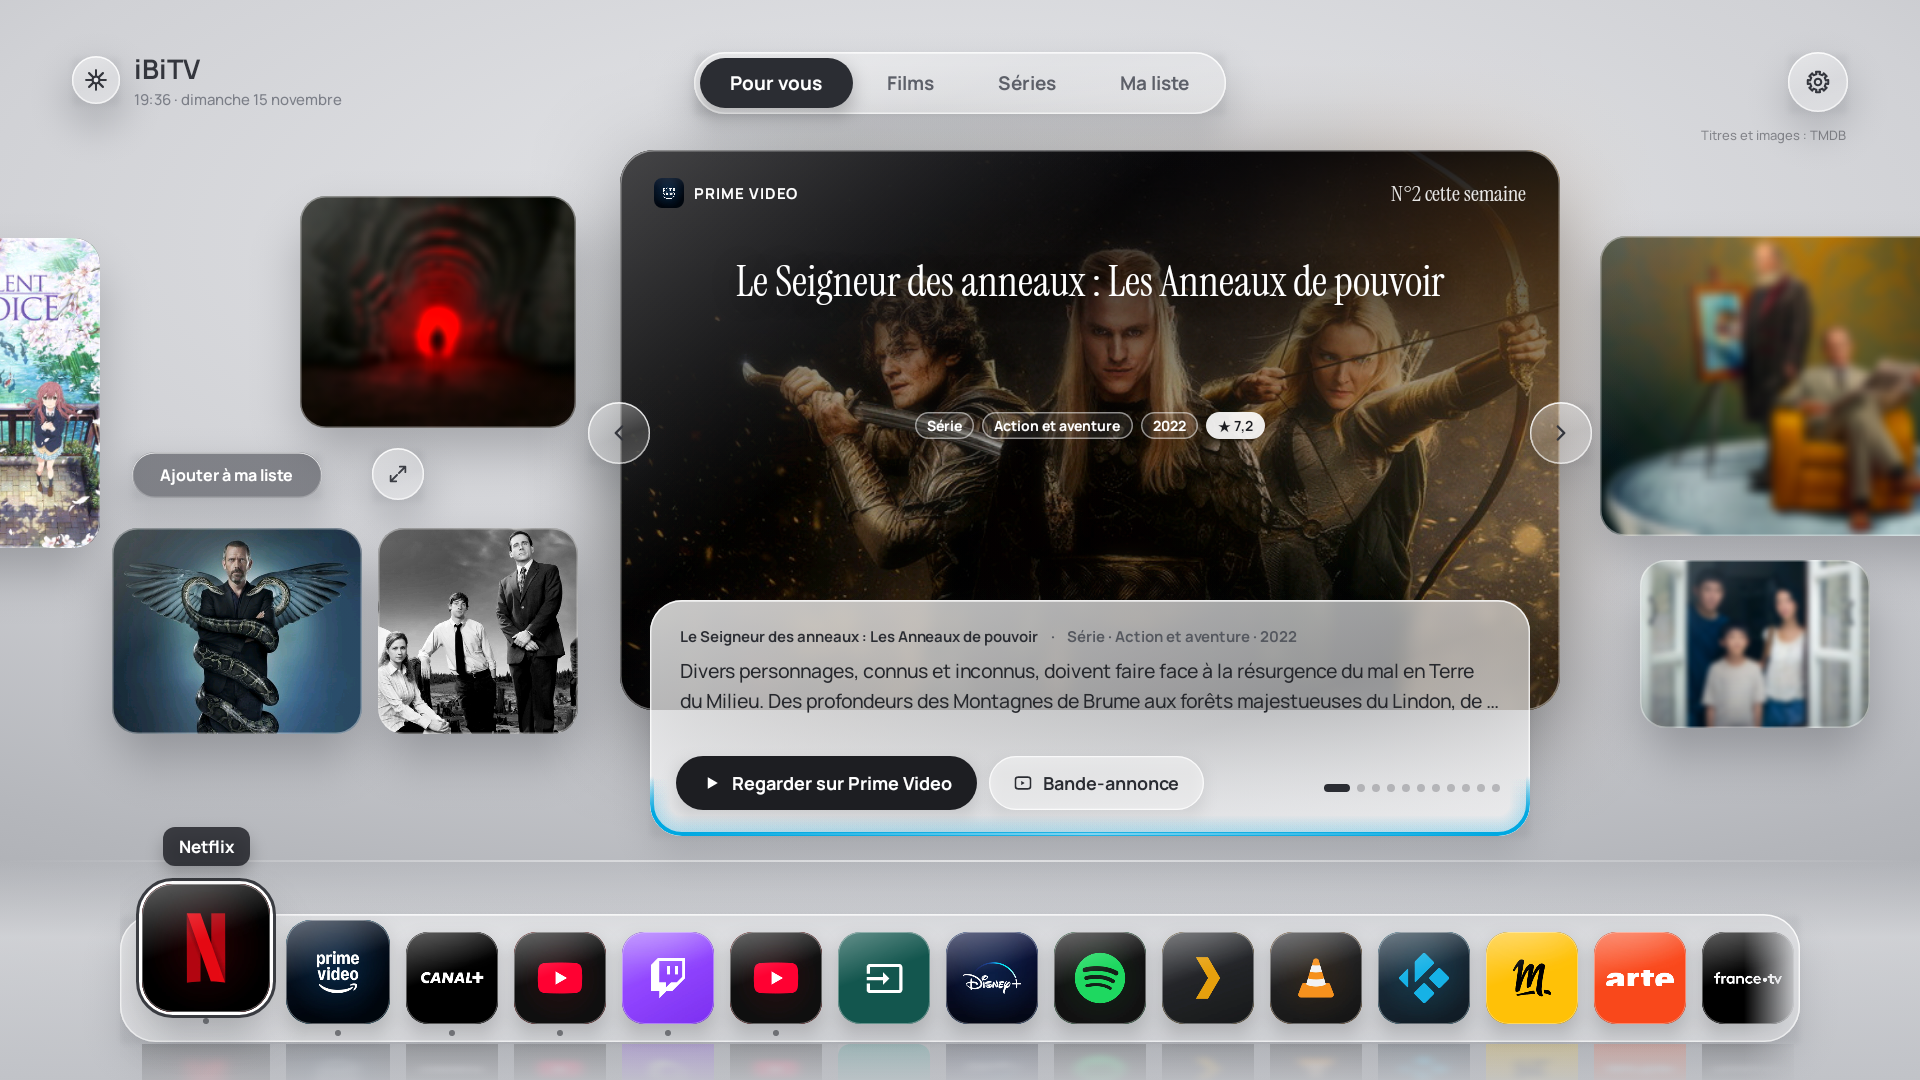 iBiTV
19:36 · dimanche 15 novembre
Pour vous
Films
Séries
Ma liste
Titres et images : TMDB
PRIME VIDEO
N°2 cette semaine
Le Seigneur des anneaux : Les Anneaux de pouvoir
LENT
OICE
Série
Action et aventure
2022
★ 7,2
Ajouter à ma liste
Le Seigneur des anneaux : Les Anneaux de pouvoir · Série · Action et aventure · 2022
Divers personnages, connus et inconnus, doivent faire face à la résurgence du mal en Terre
du Milieu. Des profondeurs des Montagnes de Brume aux forêts majestueuses du Lindon, de ...
Regarder sur Prime Video
Bande-annonce
Netflix
N
prime
video
CANAL+
Disney+
m.
arte
france•tv